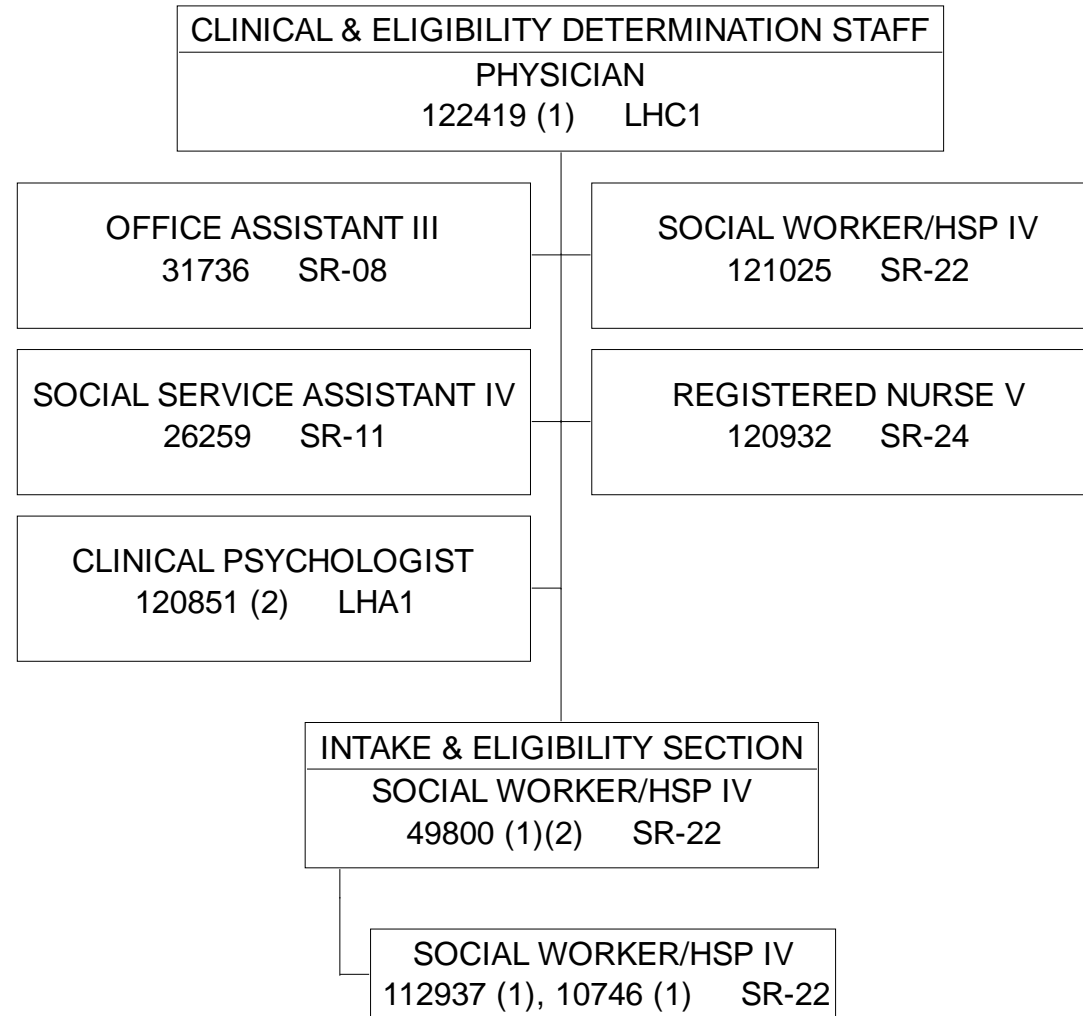 CLINICAL & ELIGIBILITY DETERMINATION STAFF
PHYSICIAN
122419 (1) LHC1
OFFICE ASSISTANT III
31736 SR-08
SOCIAL WORKER/HSP IV
121025 SR-22
SOCIAL SERVICE ASSISTANT IV
26259 SR-11
REGISTERED NURSE V
120932 SR-24
CLINICAL PSYCHOLOGIST
120851 (2) LHA1
INTAKE & ELIGIBILITY SECTION
SOCIAL WORKER/HSP IV
49800 (1)(2) SR-22
SOCIAL WORKER/HSP IV
112937 (1), 10746 (1) SR-22